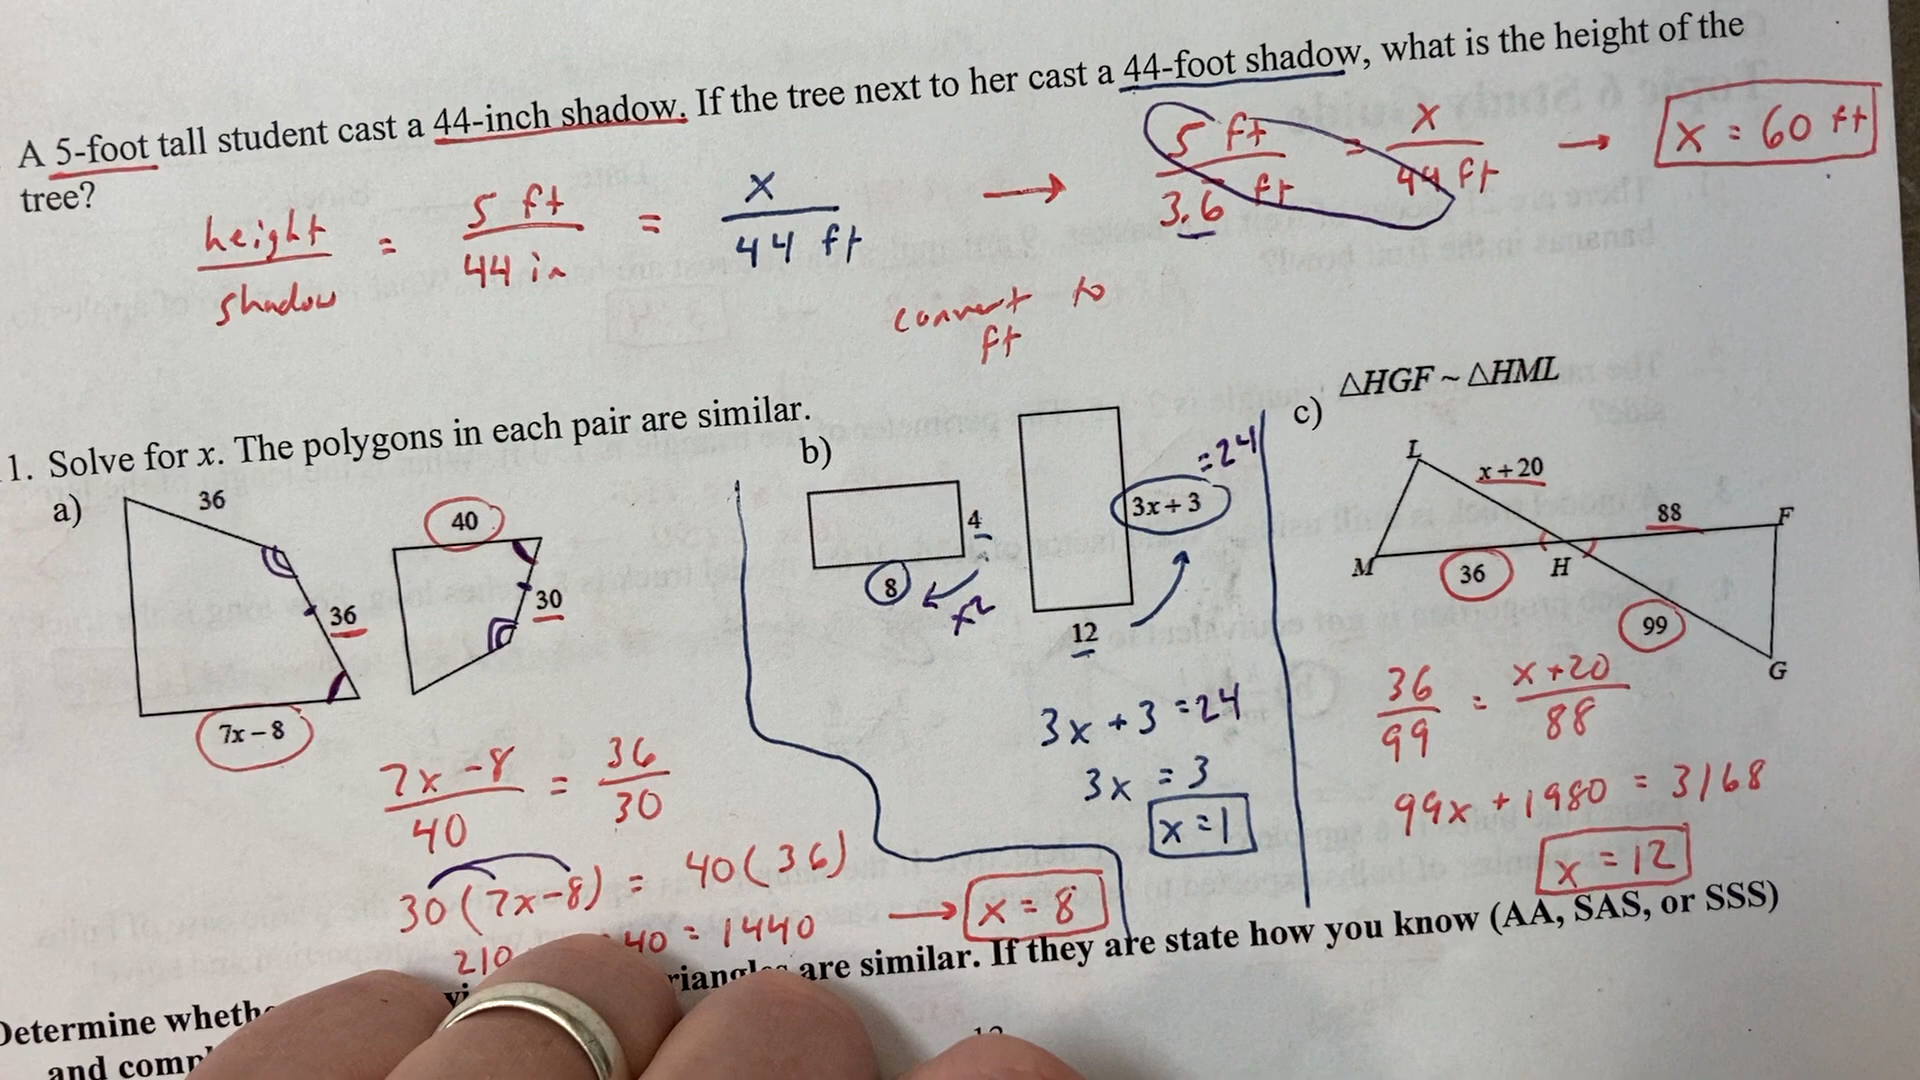 A 5-foot tall student cast a 44-inch shadow. If the tree next to her cast a 44-foot shadow, what is the height of the
tree?
height / shadow = 5 ft / 44 in = x / 44 ft → 5 ft / 3.6 ft = x / 44 ft → x = 60 ft
convert to
ft
1. Solve for x. The polygons in each pair are similar.
a)
36
36
7x – 8
40
30
7x - 8 / 40 = 36 / 30
30(7x-8) = 40(36)
210 40 = 1440 → x = 8
b)
4
8
x2
3x + 3
= 24
12
3x + 3 = 24
3x = 3
x = 1
c) △HGF ~ △HML
L
x + 20
88
F
M
36
H
99
G
36 / 99 = x + 20 / 88
99x + 1980 = 3168
x = 12
Determine are similar. If they are state how you know (AA, SAS, or SSS)
and